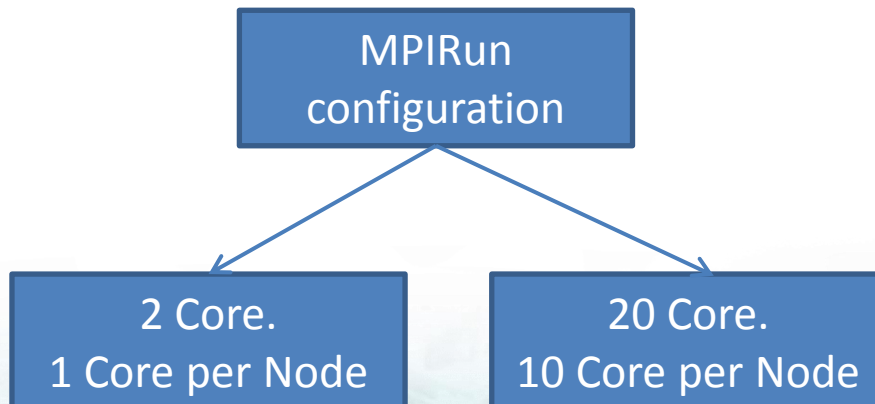 MPIRun
configuration
2 Core.
1 Core per Node
20 Core.
10 Core per Node